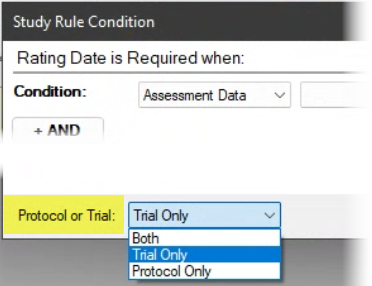 Study Rule Condition
Rating Date is Required when:
Condition: Assessment Data
+ AND
Protocol or Trial: Trial Only
Both
Trial Only
Protocol Only